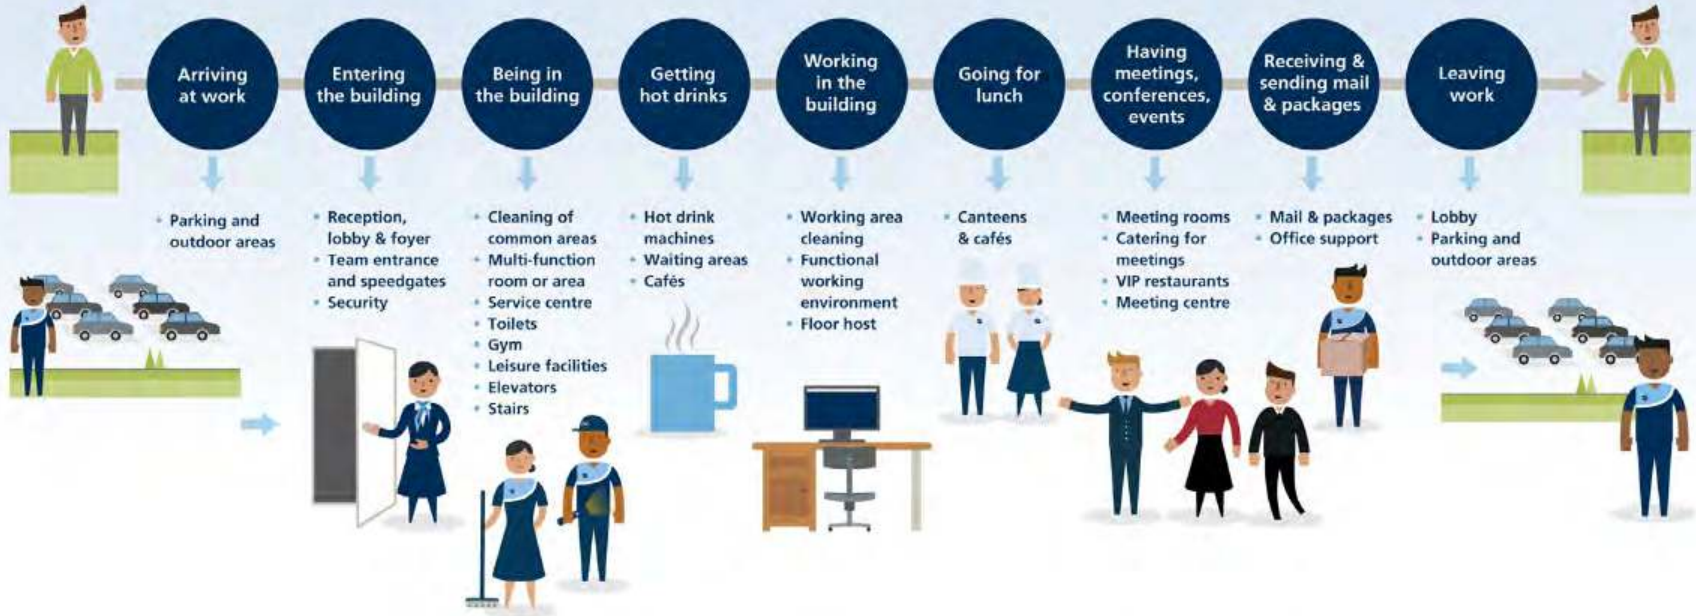 Arriving
at work
Entering
the building
Being in
the building
Getting
hot drinks
Working
in the
building
Going for
lunch
Having
meetings,
conferences,
events
Receiving &
sending mail
& packages
Leaving
work
• Parking and
outdoor areas
• Reception,
lobby & foyer
• Team entrance
and speedgates
• Security
• Cleaning of
common areas
• Multi-function
room or area
• Service centre
• Toilets
• Gym
• Leisure facilities
• Elevators
• Stairs
• Hot drink
machines
• Waiting areas
• Cafés
• Working area
cleaning
• Functional
working
environment
• Floor host
• Canteens
& cafés
• Meeting rooms
• Catering for
meetings
• VIP restaurants
• Meeting centre
• Mail & packages
• Office support
• Lobby
• Parking and
outdoor areas